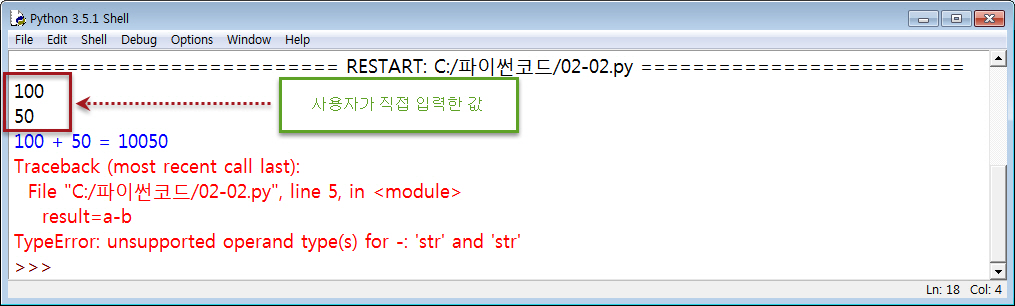 Python 3.5.1 Shell
File Edit Shell Debug Options Window Help
========================= RESTART: C:/파이썬코드/02-02.py =========================
100
사용자가 직접 입력한 값
50
100 + 50 = 10050
Traceback (most recent call last):
  File "C:/파이썬코드/02-02.py", line 5, in <module>
    result=a-b
TypeError: unsupported operand type(s) for -: 'str' and 'str'
>>>
Ln: 18 Col: 4